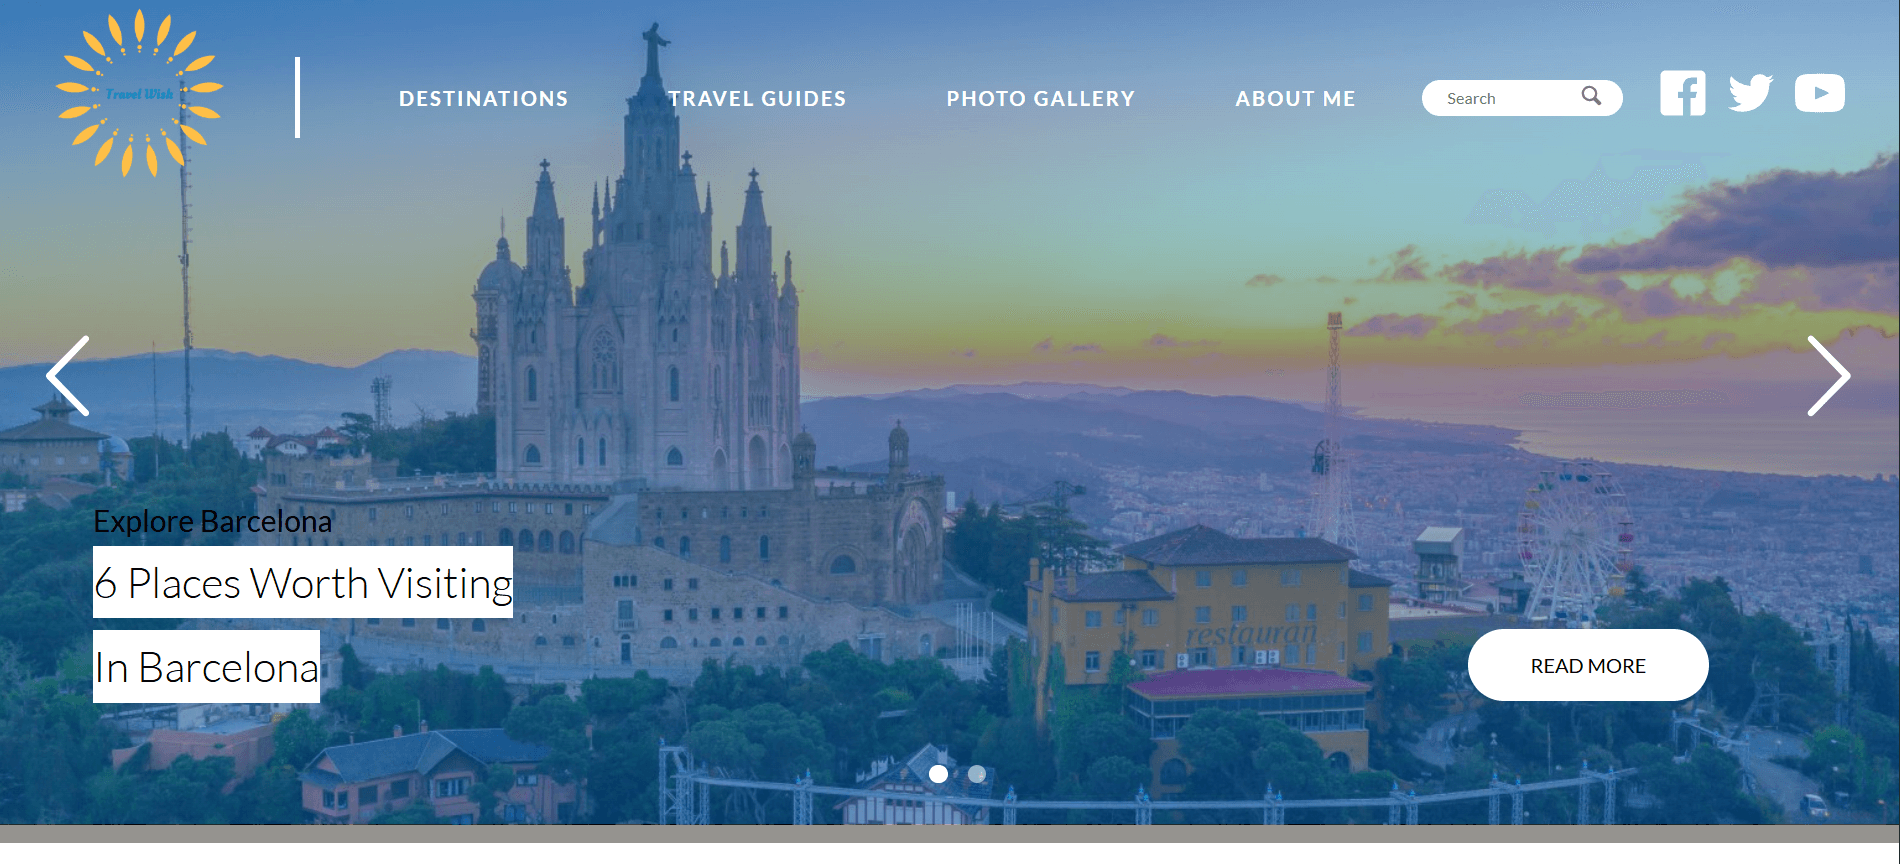 Travel Wish
DESTINATIONS
TRAVEL GUIDES
PHOTO GALLERY
ABOUT ME
Search
Explore Barcelona
6 Places Worth Visiting
In Barcelona
restauran
READ MORE